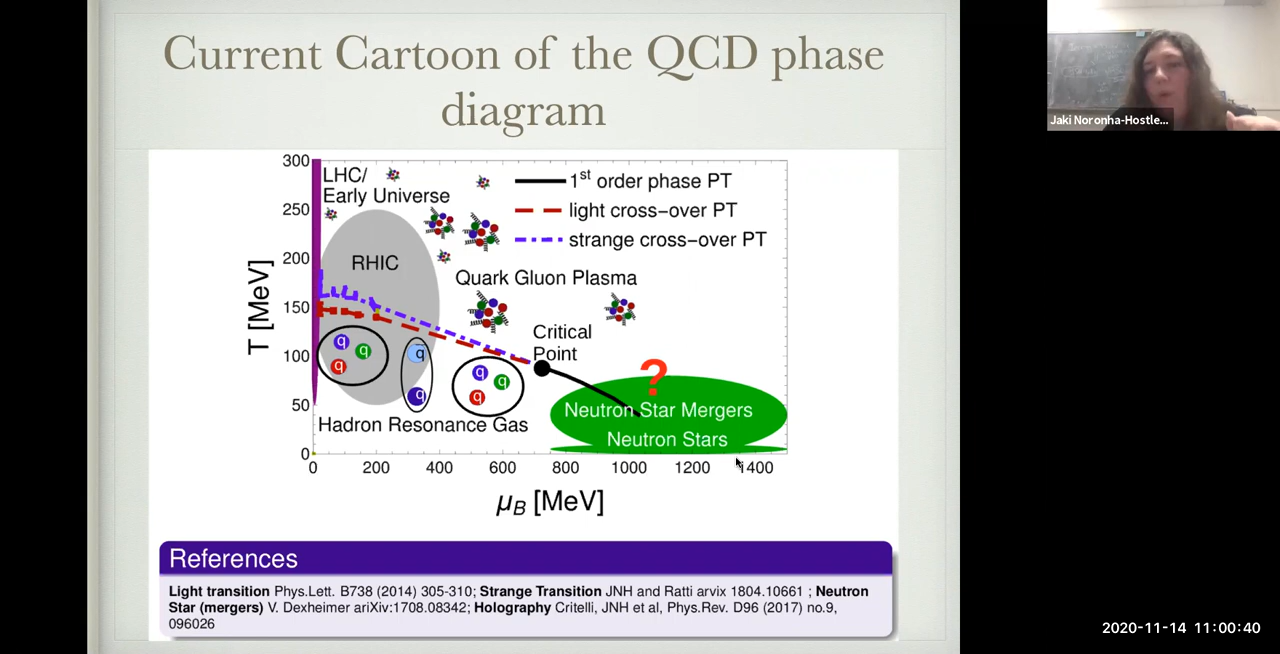 Current Cartoon of the QCD phase
diagram
Jaki Noronha-Hostle...
300
250
200
150
100
50
0
T [MeV]
LHC/
Early Universe
1st order phase PT
light cross-over PT
strange cross-over PT
RHIC
Quark Gluon Plasma
Critical
Point
q
q
q
q
q
q
q
q
?
Neutron Star Mergers
Neutron Stars
Hadron Resonance Gas
0 200 400 600 800 1000 1200 1400
μB [MeV]
References
Light transition Phys.Lett. B738 (2014) 305-310; Strange Transition JNH and Ratti arvix 1804.10661 ; Neutron
Star (mergers) V. Dexheimer ariXiv:1708.08342; Holography Critelli, JNH et al, Phys.Rev. D96 (2017) no.9,
096026
2020-11-14 11:00:40